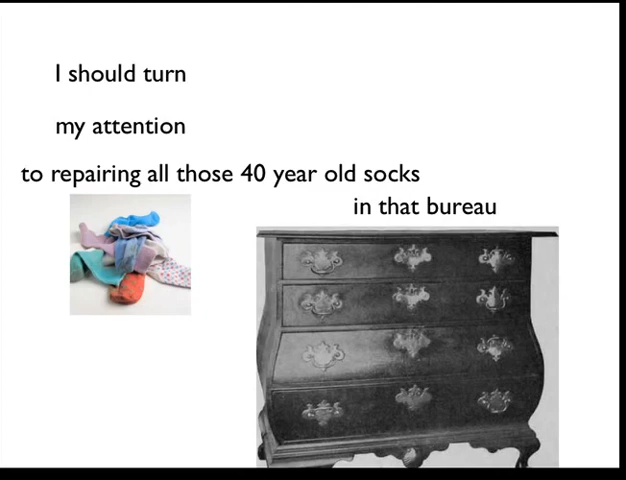 I should turn
my attention
to repairing all those 40 year old socks
in that bureau